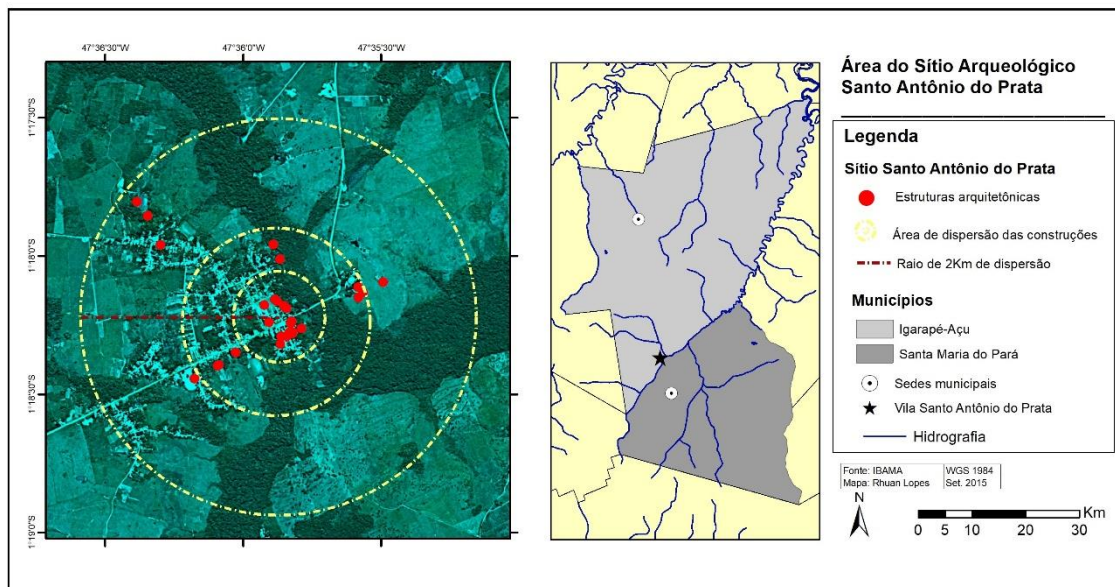 47°36'30"W 47°36'0"W 47°35'30"W
1°17'30"S
1°18'0"S
1°18'30"S
1°19'0"S
Área do Sítio Arqueológico
Santo Antônio do Prata
Legenda
Sítio Santo Antônio do Prata
Estruturas arquitetônicas
Área de dispersão das construções
Raio de 2Km de dispersão
Municípios
Igarapé-Açu
Santa Maria do Pará
Sedes municipais
Vila Santo Antônio do Prata
Hidrografia
Fonte: IBAMA WGS 1984
Mapa: Rhuan Lopes Set. 2015
N
Km
0 5 10 20 30